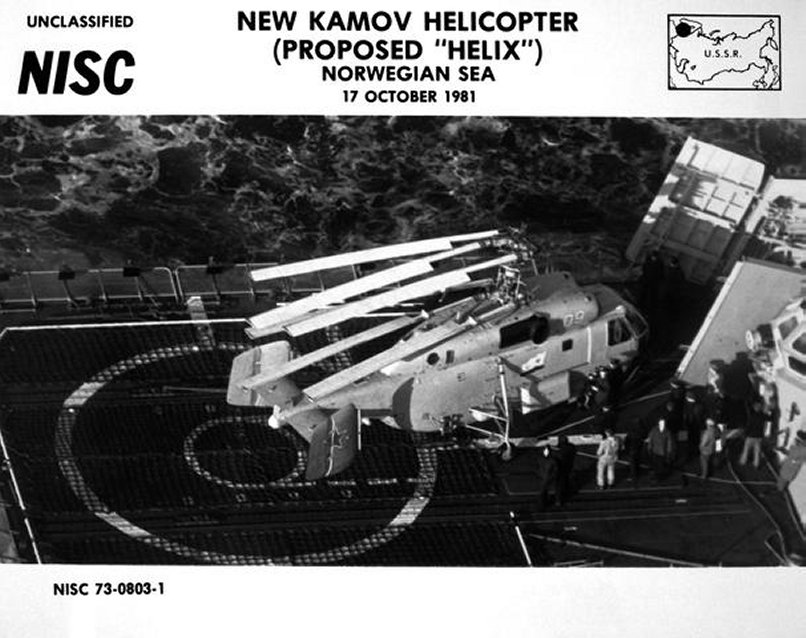 UNCLASSIFIED
NISC
NEW KAMOV HELICOPTER
(PROPOSED "HELIX")
NORWEGIAN SEA
17 OCTOBER 1981
U.S.S.R.
NISC 73-0803-1